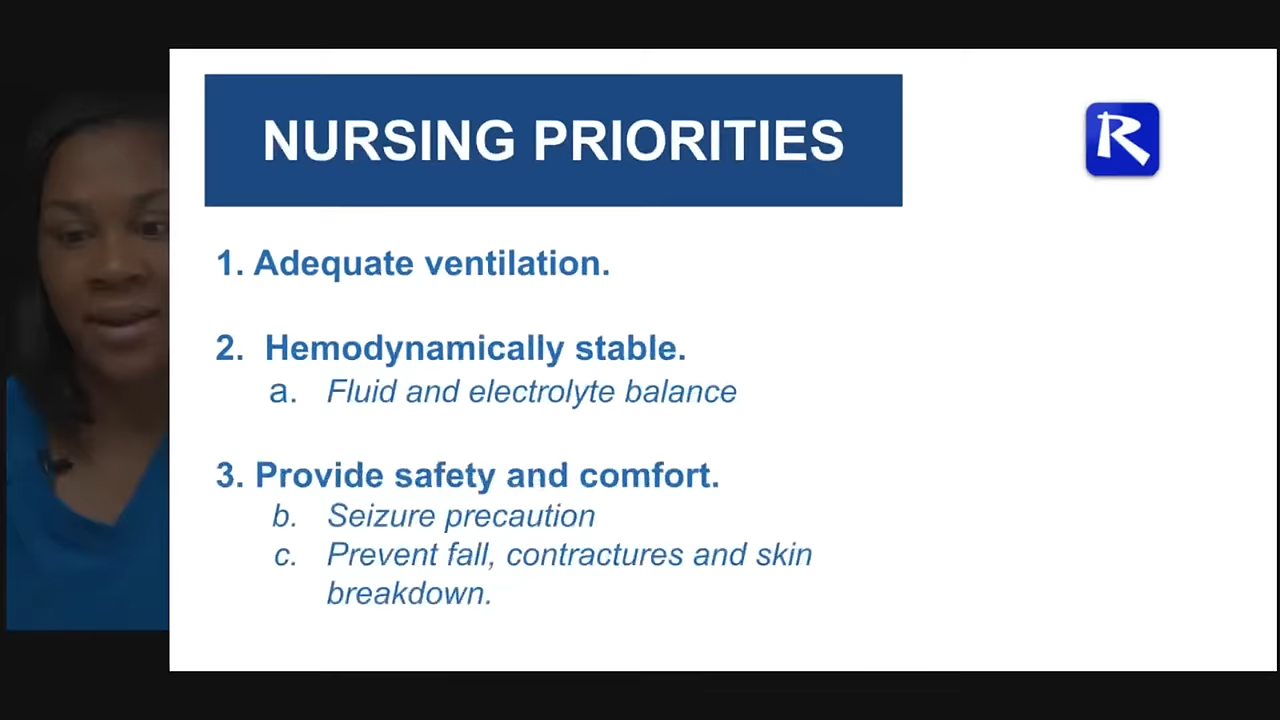 NURSING PRIORITIES
R
1. Adequate ventilation.
2. Hemodynamically stable.
a. Fluid and electrolyte balance
3. Provide safety and comfort.
b. Seizure precaution
c. Prevent fall, contractures and skin
breakdown.